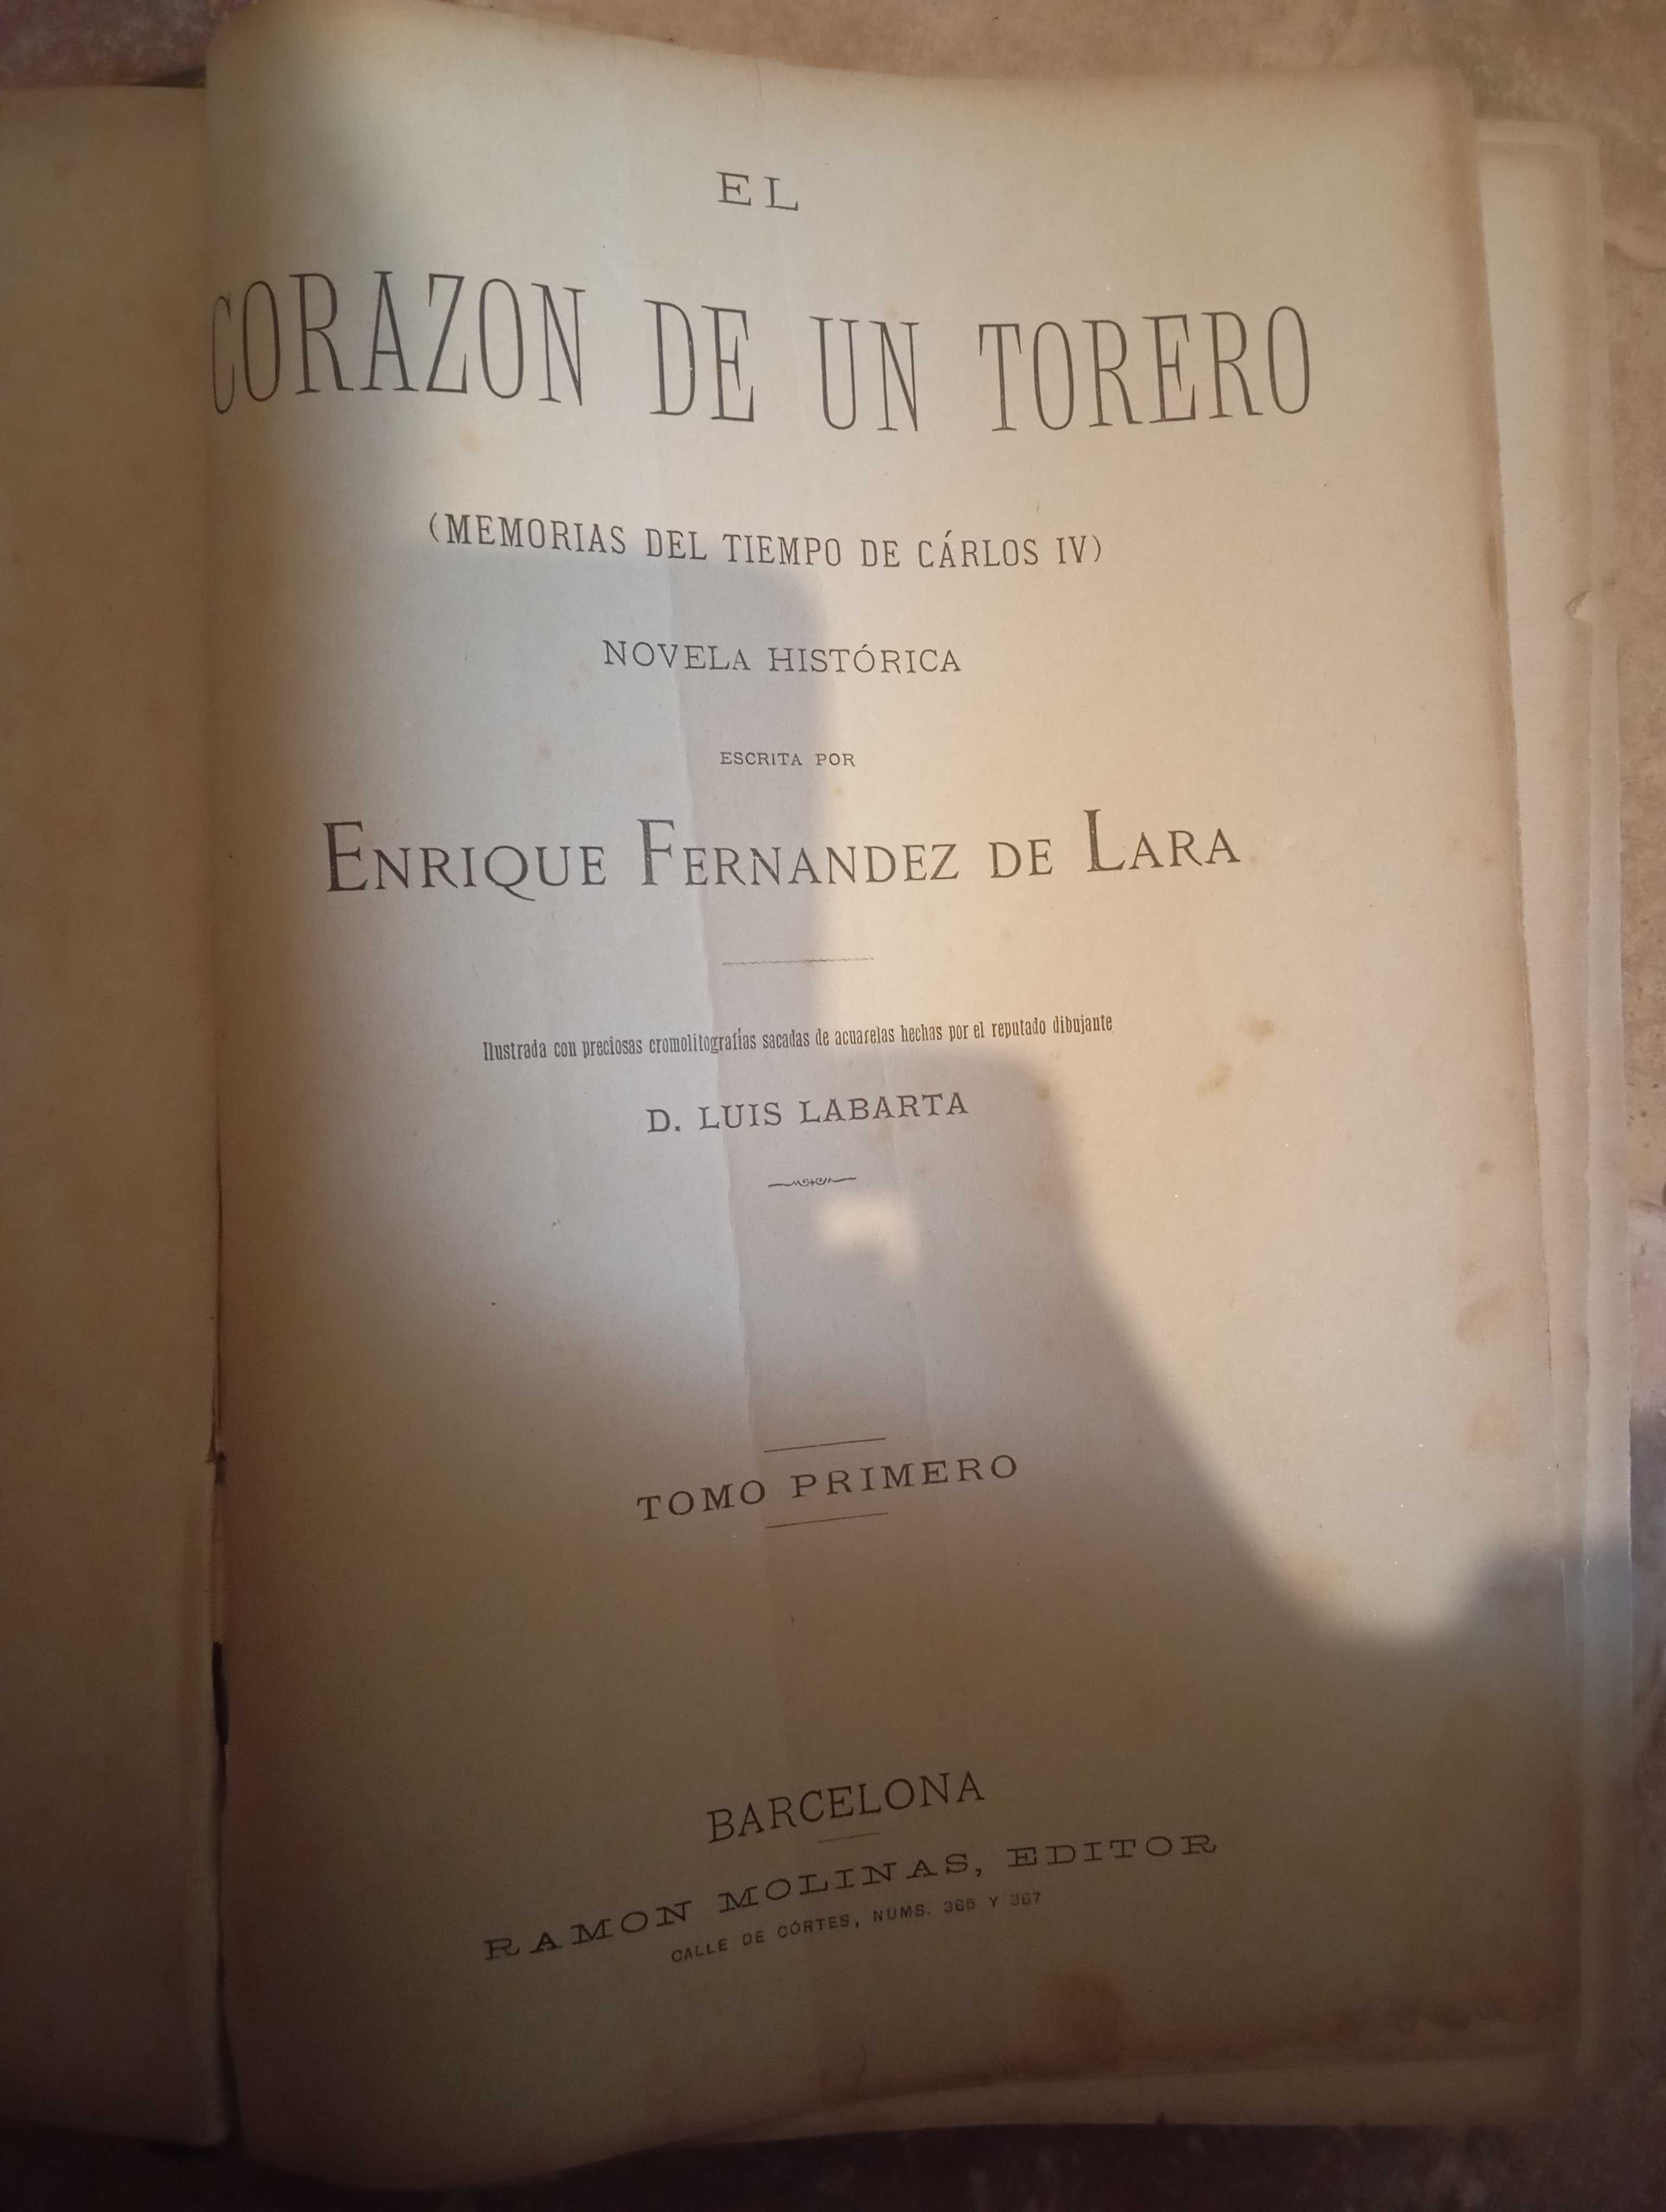 EL
CORAZON DE UN TORERO
(MEMORIAS DEL TIEMPO DE CÁRLOS IV)
NOVELA HISTÓRICA
ESCRITA POR
ENRIQUE FERNANDEZ DE LARA
Ilustrada con preciosas cromolitografías sacadas de acuarelas hechas por el reputado dibujante
D. LUIS LABARTA
TOMO PRIMERO
BARCELONA
RAMON MOLINAS, EDITOR
CALLE DE CÓRTES, NUMS. 365 Y 367